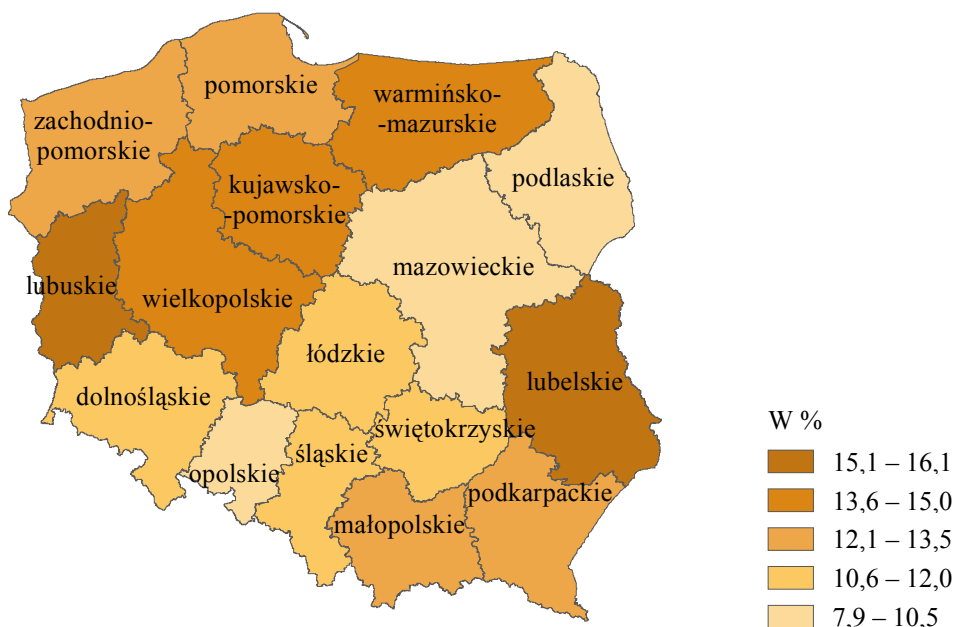 pomorskie
warmińsko-
-mazurskie
zachodnio-
pomorskie
podlaskie
kujawsko-
-pomorskie
mazowieckie
lubuskie
wielkopolskie
łódzkie
lubelskie
dolnośląskie
świętokrzyskie
śląskie
opolskie
podkarpackie
małopolskie
W %
15,1 – 16,1
13,6 – 15,0
12,1 – 13,5
10,6 – 12,0
7,9 – 10,5